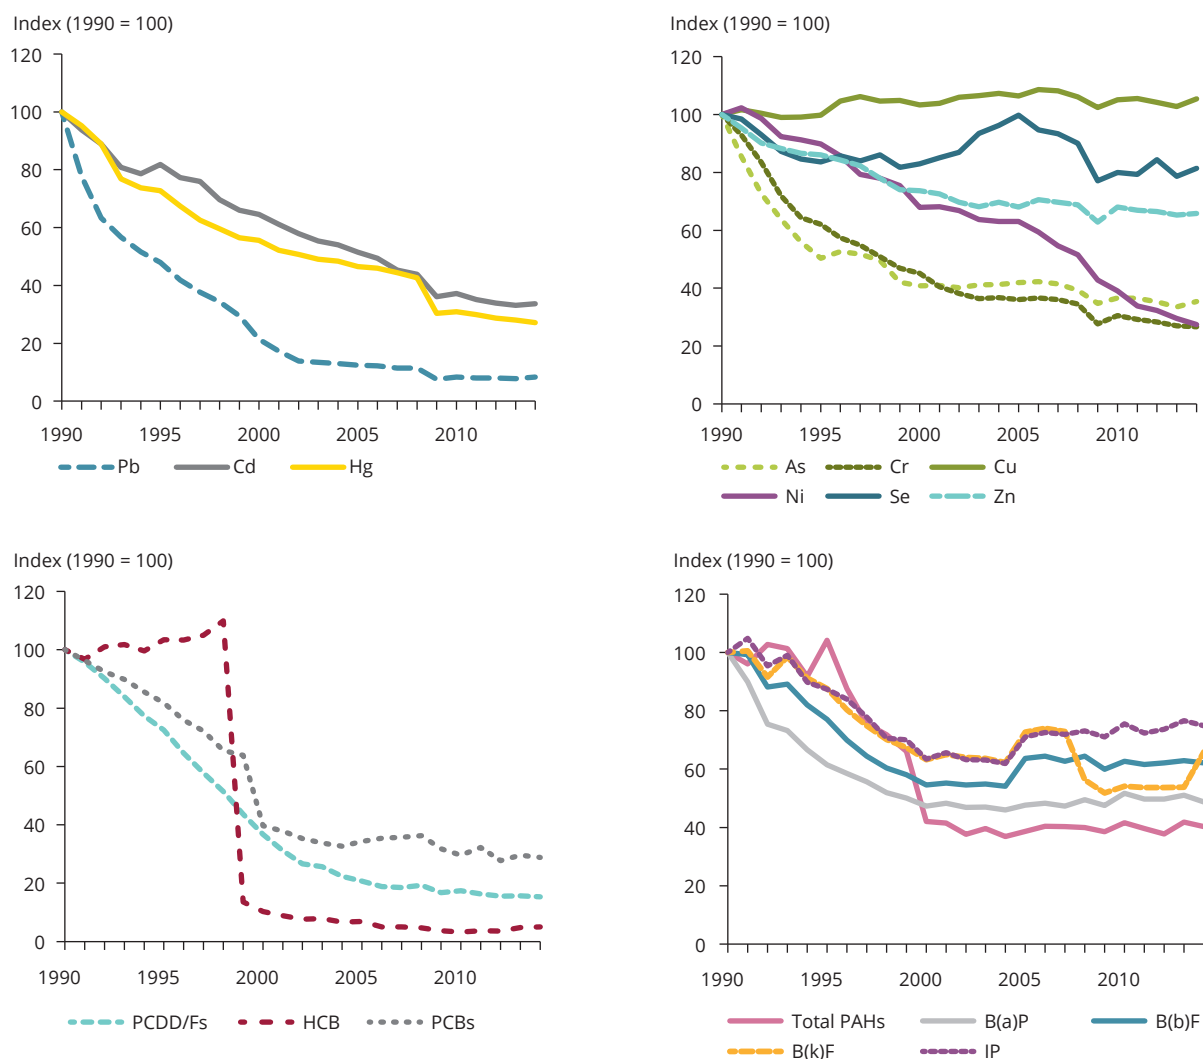 Index (1990 = 100)
120
100
80
60
40
20
0
1990 1995 2000 2005 2010
Pb Cd Hg
Index (1990 = 100)
120
100
80
60
40
20
0
1990 1995 2000 2005 2010
As Cr Cu
Ni Se Zn
Index (1990 = 100)
120
100
80
60
40
20
0
1990 1995 2000 2005 2010
PCDD/Fs HCB PCBs
Index (1990 = 100)
120
100
80
60
40
20
0
1990 1995 2000 2005 2010
Total PAHs B(a)P B(b)F
B(k)F IP